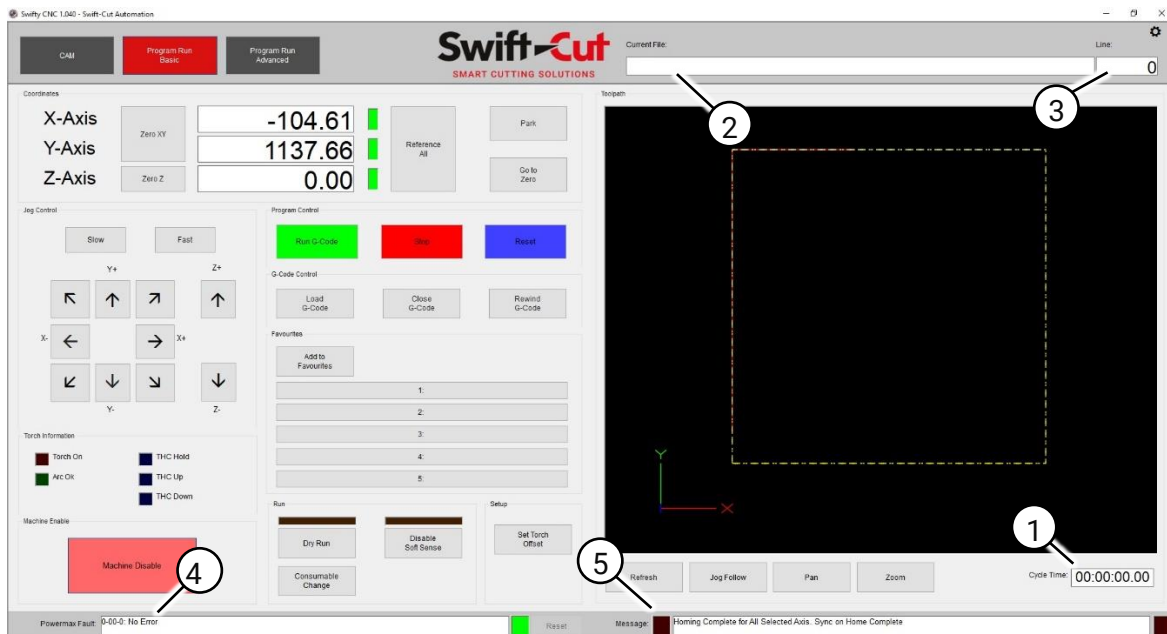 Swifty CNC 1.040 - Swift-Cut Automation
CAM
Program Run
Basic
Program Run
Advanced
Swift-Cut
SMART CUTTING SOLUTIONS
Current File:
Line:
0
2
3
Coordinates
X-Axis
Y-Axis
Z-Axis
Zero XY
Zero Z
-104.61
1137.66
0.00
Reference
All
Park
Go to
Zero
Toolpath
Jog Control
Slow
Fast
Y+
Z+
X-
X+
Y-
Z-
Program Control
Run G-Code
Stop
Reset
G-Code Control
Load
G-Code
Close
G-Code
Rewind
G-Code
Favourites
Add to
Favourites
1:
2:
3:
4:
5:
Torch Information
Torch On
Arc OK
THC Hold
THC Up
THC Down
Machine Enable
Machine Disable
4
Run
Dry Run
Disable
Soft Sense
Consumable
Change
Setup
Set Torch
Offset
Y
X
1
5
Refresh
Jog Follow
Pan
Zoom
Cycle Time:
00:00:00.00
Powermax Fault:
0-00-0: No Error
Reset
Message:
Homing Complete for All Selected Axis. Sync on Home Complete